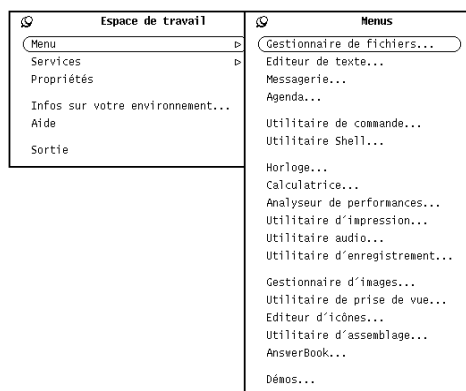 Espace de travail
Menu
Services
Propriétés
Infos sur votre environnement...
Aide
Sortie
Menus
Gestionnaire de fichiers...
Editeur de texte...
Messagerie...
Agenda...
Utilitaire de commande...
Utilitaire Shell...
Horloge...
Calculatrice...
Analyseur de performances...
Utilitaire d´impression...
Utilitaire audio...
Utilitaire d´enregistrement...
Gestionnaire d´images...
Utilitaire de prise de vue...
Editeur d´icônes...
Utilitaire d´assemblage...
AnswerBook...
Démos...